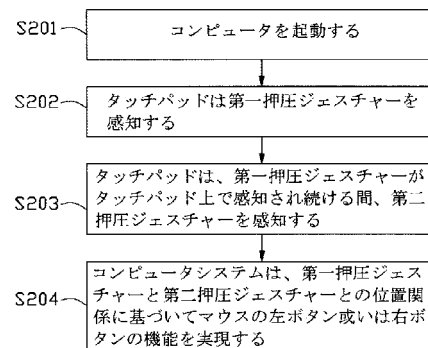 S201
コンピュータを起動する
S202
タッチパッドは第一押圧ジェスチャーを
感知する
S203
タッチパッドは、第一押圧ジェスチャーが
タッチパッド上で感知され続ける間、第二
押圧ジェスチャーを感知する
S204
コンピュータシステムは、第一押圧ジェス
チャーと第二押圧ジェスチャーとの位置関
係に基づいてマウスの左ボタン或いは右ボ
タンの機能を実現する